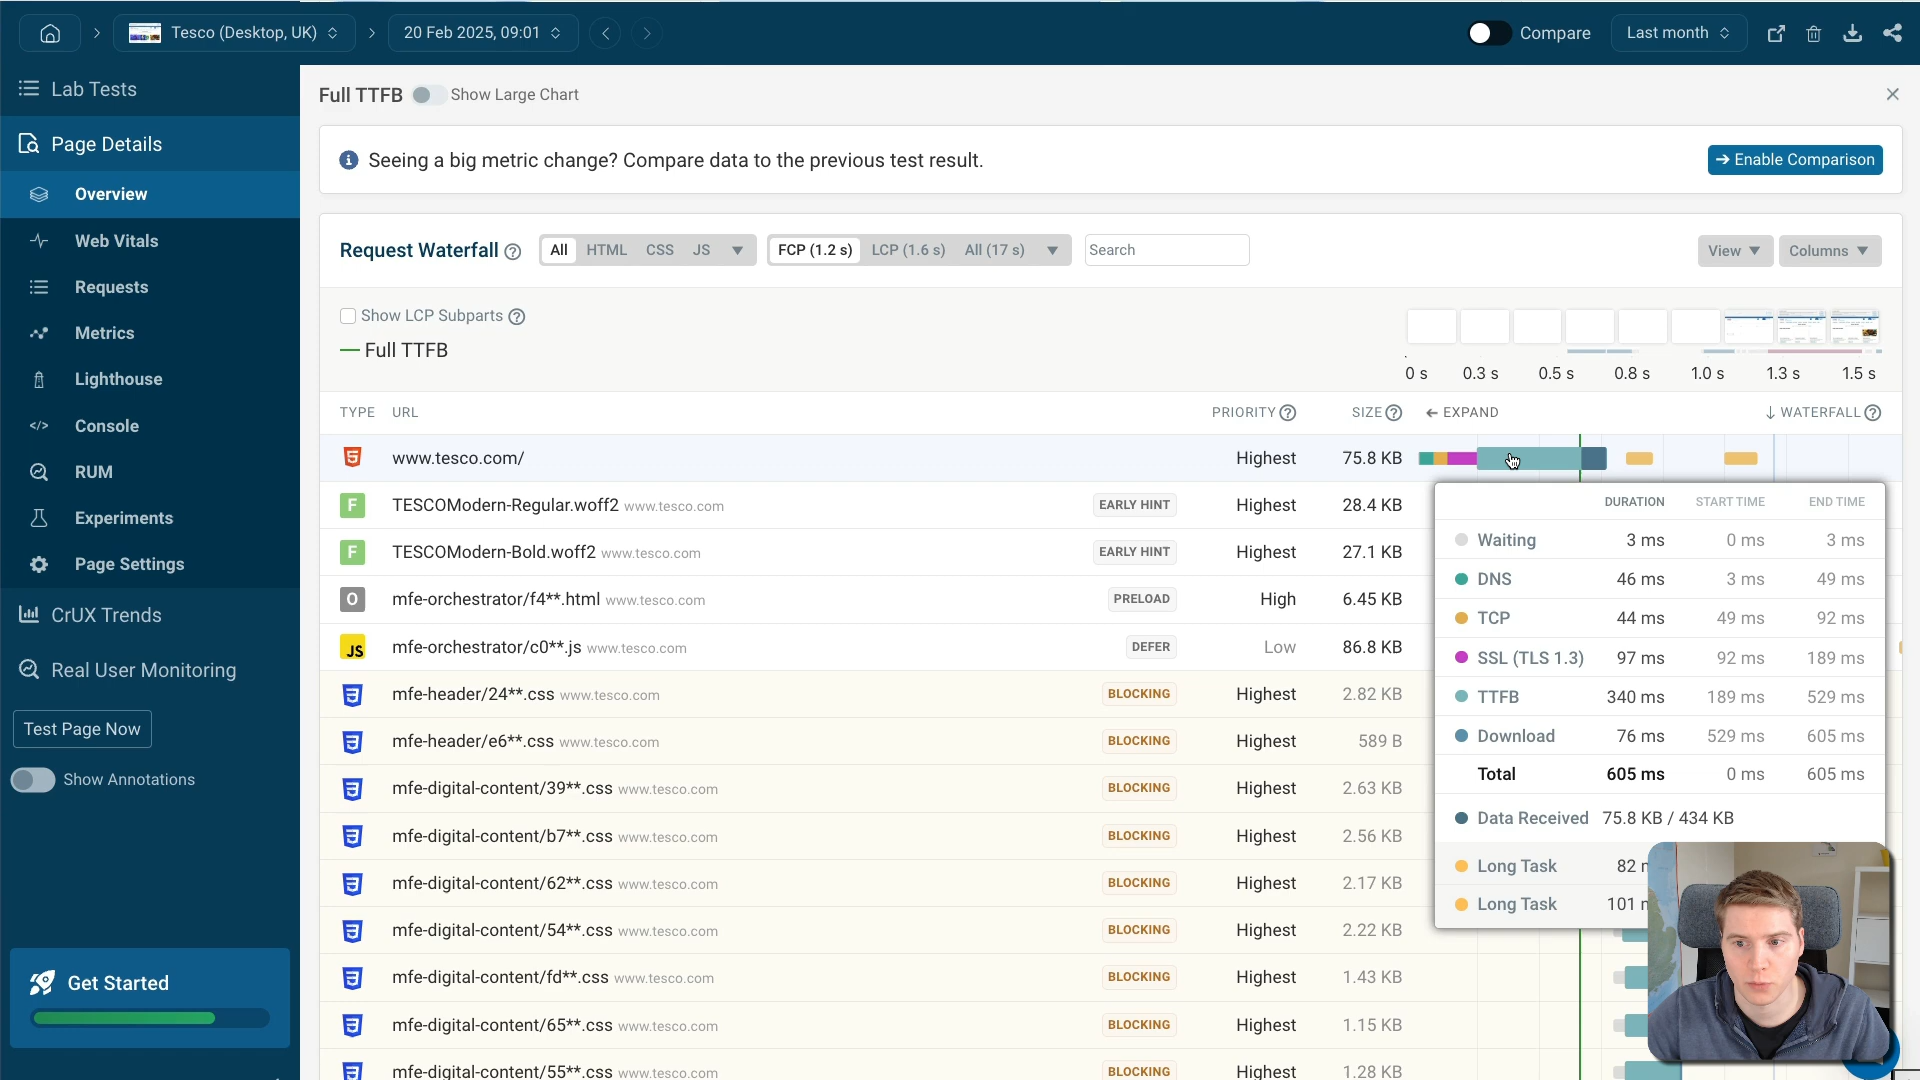 Tesco (Desktop, UK)
20 Feb 2025, 09:01
Compare
Last month
Lab Tests
Page Details
Overview
Web Vitals
Requests
Metrics
Lighthouse
Console
RUM
Experiments
Page Settings
CrUX Trends
Real User Monitoring
Test Page Now
Show Annotations
Get Started
Full TTFB
Show Large Chart
Seeing a big metric change? Compare data to the previous test result.
→ Enable Comparison
Request Waterfall
All HTML CSS JS
FCP (1.2 s) LCP (1.6 s) All (17 s)
Search
View
Columns
Show LCP Subparts
Full TTFB
0 s 0.3 s 0.5 s 0.8 s 1.0 s 1.3 s 1.5 s
TYPE URL PRIORITY SIZE ← EXPAND ↓ WATERFALL
www.tesco.com/ Highest 75.8 KB
F TESCOModern-Regular.woff2 www.tesco.com EARLY HINT Highest 28.4 KB
F TESCOModern-Bold.woff2 www.tesco.com EARLY HINT Highest 27.1 KB
O mfe-orchestrator/f4**.html www.tesco.com PRELOAD High 6.45 KB
JS mfe-orchestrator/c0**.js www.tesco.com DEFER Low 86.8 KB
mfe-header/24**.css www.tesco.com BLOCKING Highest 2.82 KB
mfe-header/e6**.css www.tesco.com BLOCKING Highest 589 B
mfe-digital-content/39**.css www.tesco.com BLOCKING Highest 2.63 KB
mfe-digital-content/b7**.css www.tesco.com BLOCKING Highest 2.56 KB
mfe-digital-content/62**.css www.tesco.com BLOCKING Highest 2.17 KB
mfe-digital-content/54**.css www.tesco.com BLOCKING Highest 2.22 KB
mfe-digital-content/fd**.css www.tesco.com BLOCKING Highest 1.43 KB
mfe-digital-content/65**.css www.tesco.com BLOCKING Highest 1.15 KB
mfe-digital-content/55**.css www.tesco.com BLOCKING Highest 1.28 KB
DURATION START TIME END TIME
Waiting 3 ms 0 ms 3 ms
DNS 46 ms 3 ms 49 ms
TCP 44 ms 49 ms 92 ms
SSL (TLS 1.3) 97 ms 92 ms 189 ms
TTFB 340 ms 189 ms 529 ms
Download 76 ms 529 ms 605 ms
Total 605 ms 0 ms 605 ms
Data Received 75.8 KB / 434 KB
Long Task 82
Long Task 101